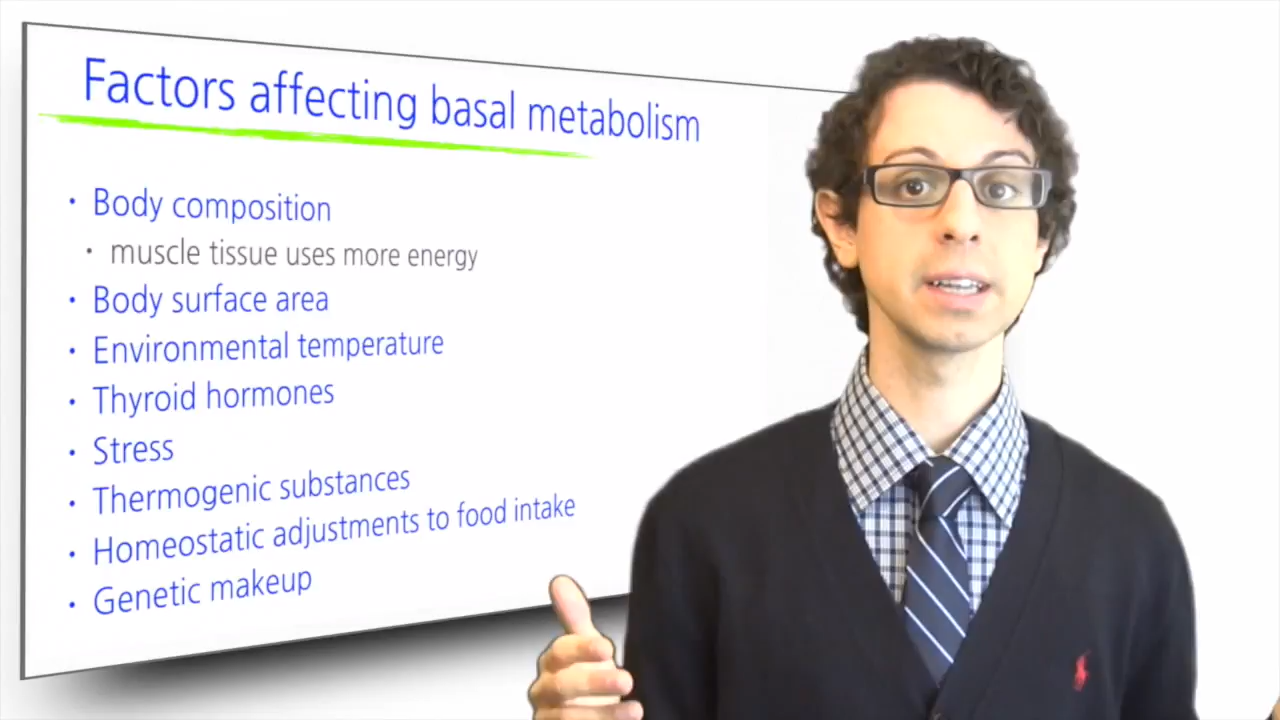 Factors affecting basal metabolism
• Body composition
• muscle tissue uses more energy
• Body surface area
• Environmental temperature
• Thyroid hormones
• Stress
• Thermogenic substances
• Homeostatic adjustments to food intake
• Genetic makeup